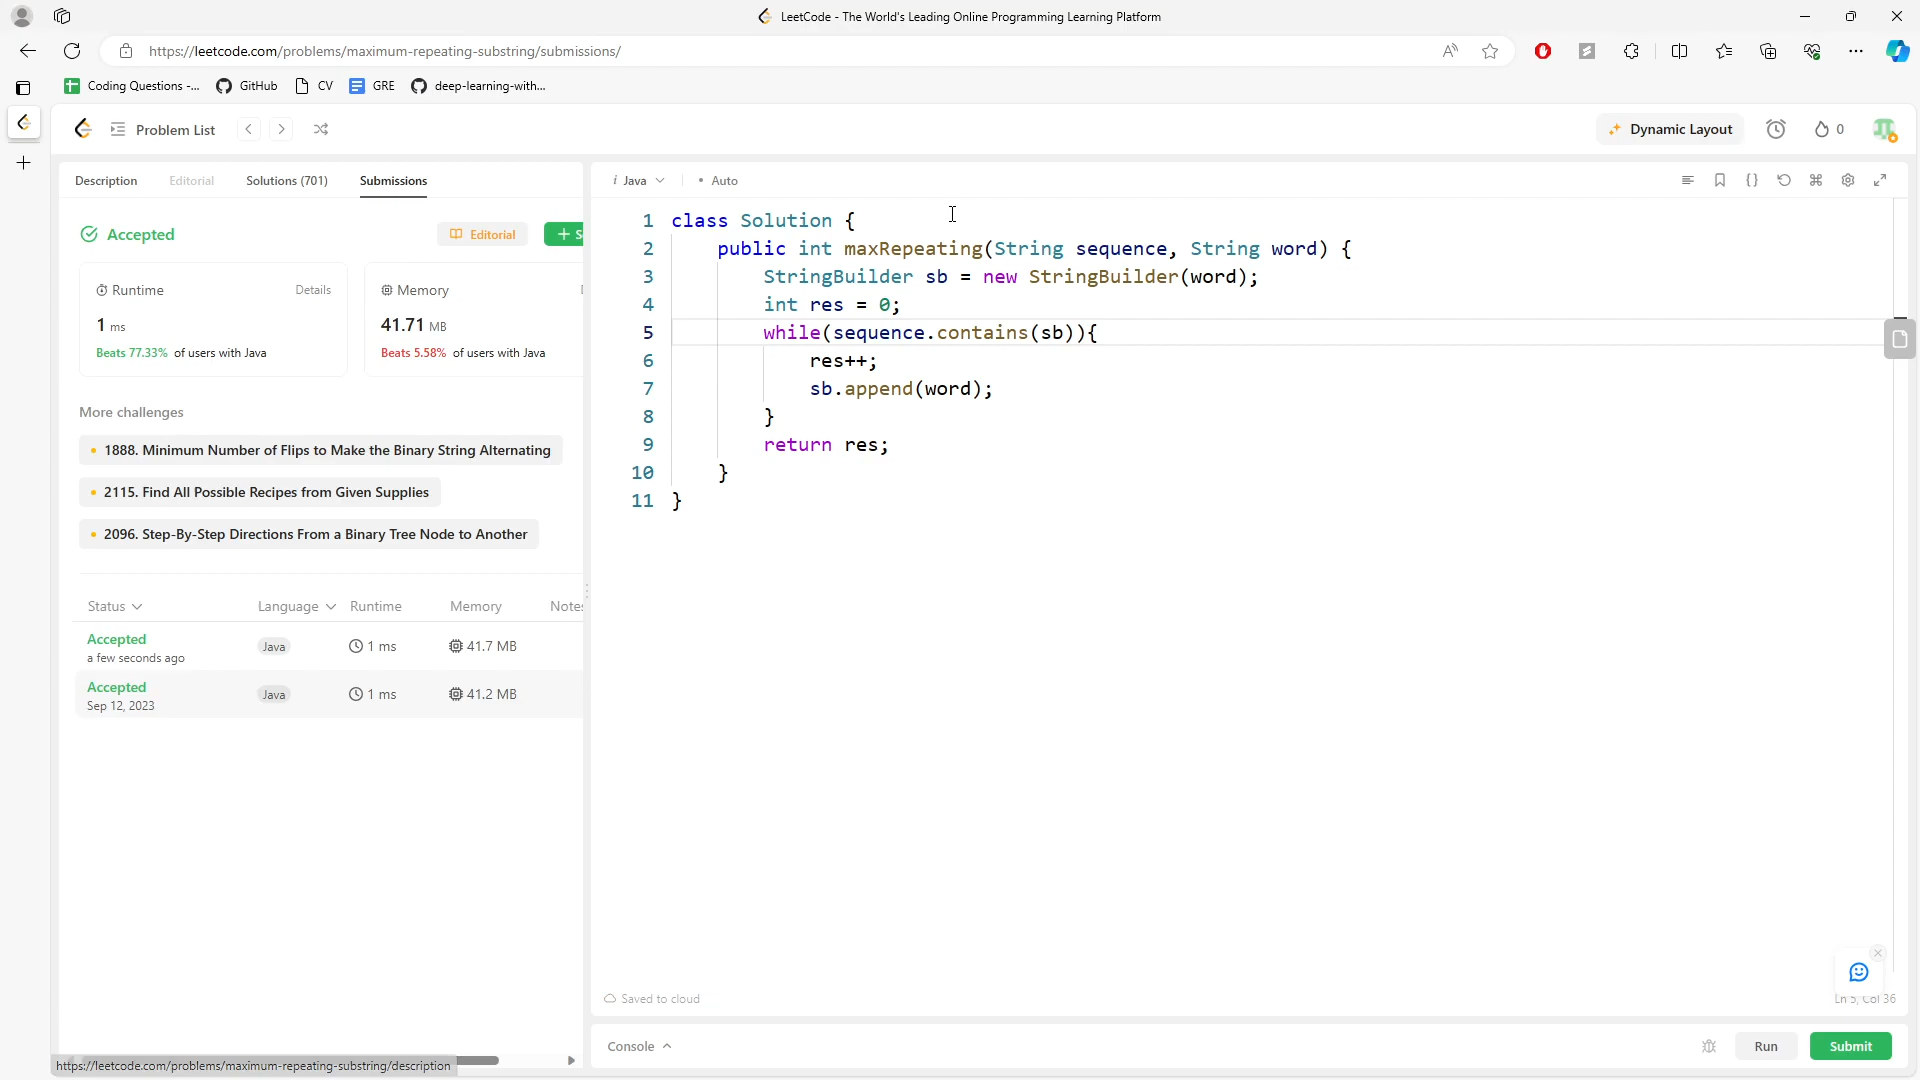 LeetCode - The World's Leading Online Programming Learning Platform
https://leetcode.com/problems/maximum-repeating-substring/submissions/
Coding Questions -... GitHub CV GRE deep-learning-with...
Problem List
Dynamic Layout 0
Description Editorial Solutions (701) Submissions
Accepted Editorial + S
Runtime Details
1 ms
Beats 77.33% of users with Java
Memory
41.71 MB
Beats 5.58% of users with Java
More challenges
1888. Minimum Number of Flips to Make the Binary String Alternating
2115. Find All Possible Recipes from Given Supplies
2096. Step-By-Step Directions From a Binary Tree Node to Another
Status Language Runtime Memory Notes
Accepted
a few seconds ago
Java 1 ms 41.7 MB
Accepted
Sep 12, 2023
Java 1 ms 41.2 MB
https://leetcode.com/problems/maximum-repeating-substring/description
i Java • Auto
1 class Solution {
2 public int maxRepeating(String sequence, String word) {
3 StringBuilder sb = new StringBuilder(word);
4 int res = 0;
5 while(sequence.contains(sb)){
6 res++;
7 sb.append(word);
8 }
9 return res;
10 }
11 }
Saved to cloud
Ln 5, Col 36
Console
Run
Submit